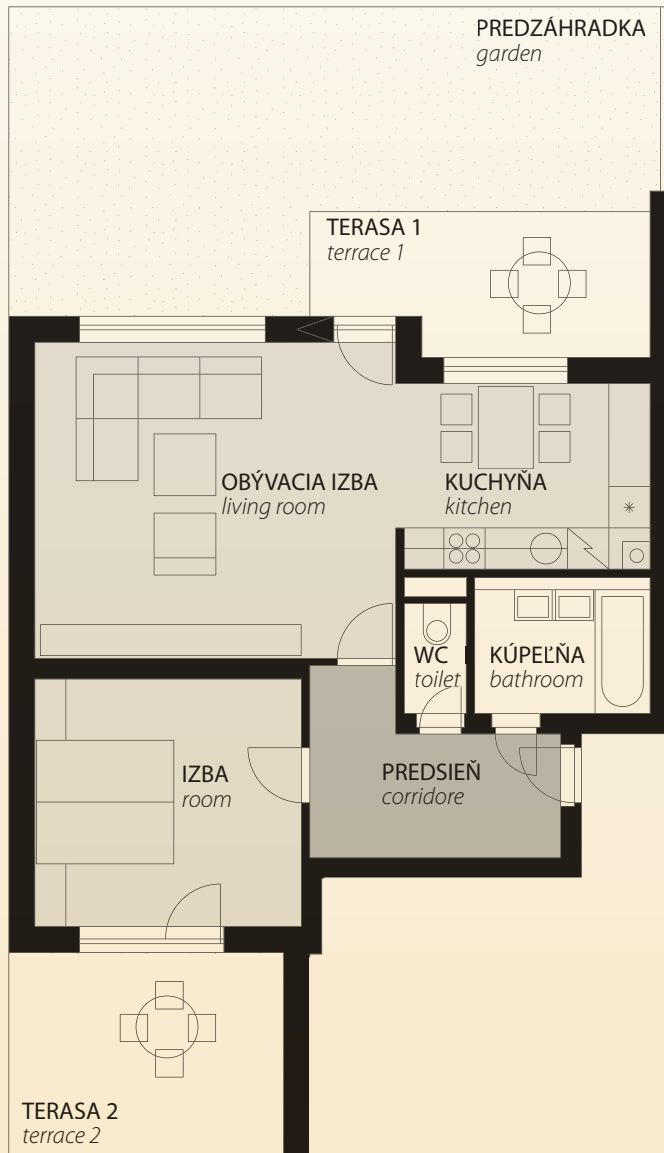 PREDZÁHRADKA
garden
TERASA 1
terrace 1
OBÝVACIA IZBA
living room
KUCHYŇA
kitchen
WC
toilet
KÚPEĽŇA
bathroom
IZBA
room
PREDSIEŇ
corridore
TERASA 2
terrace 2